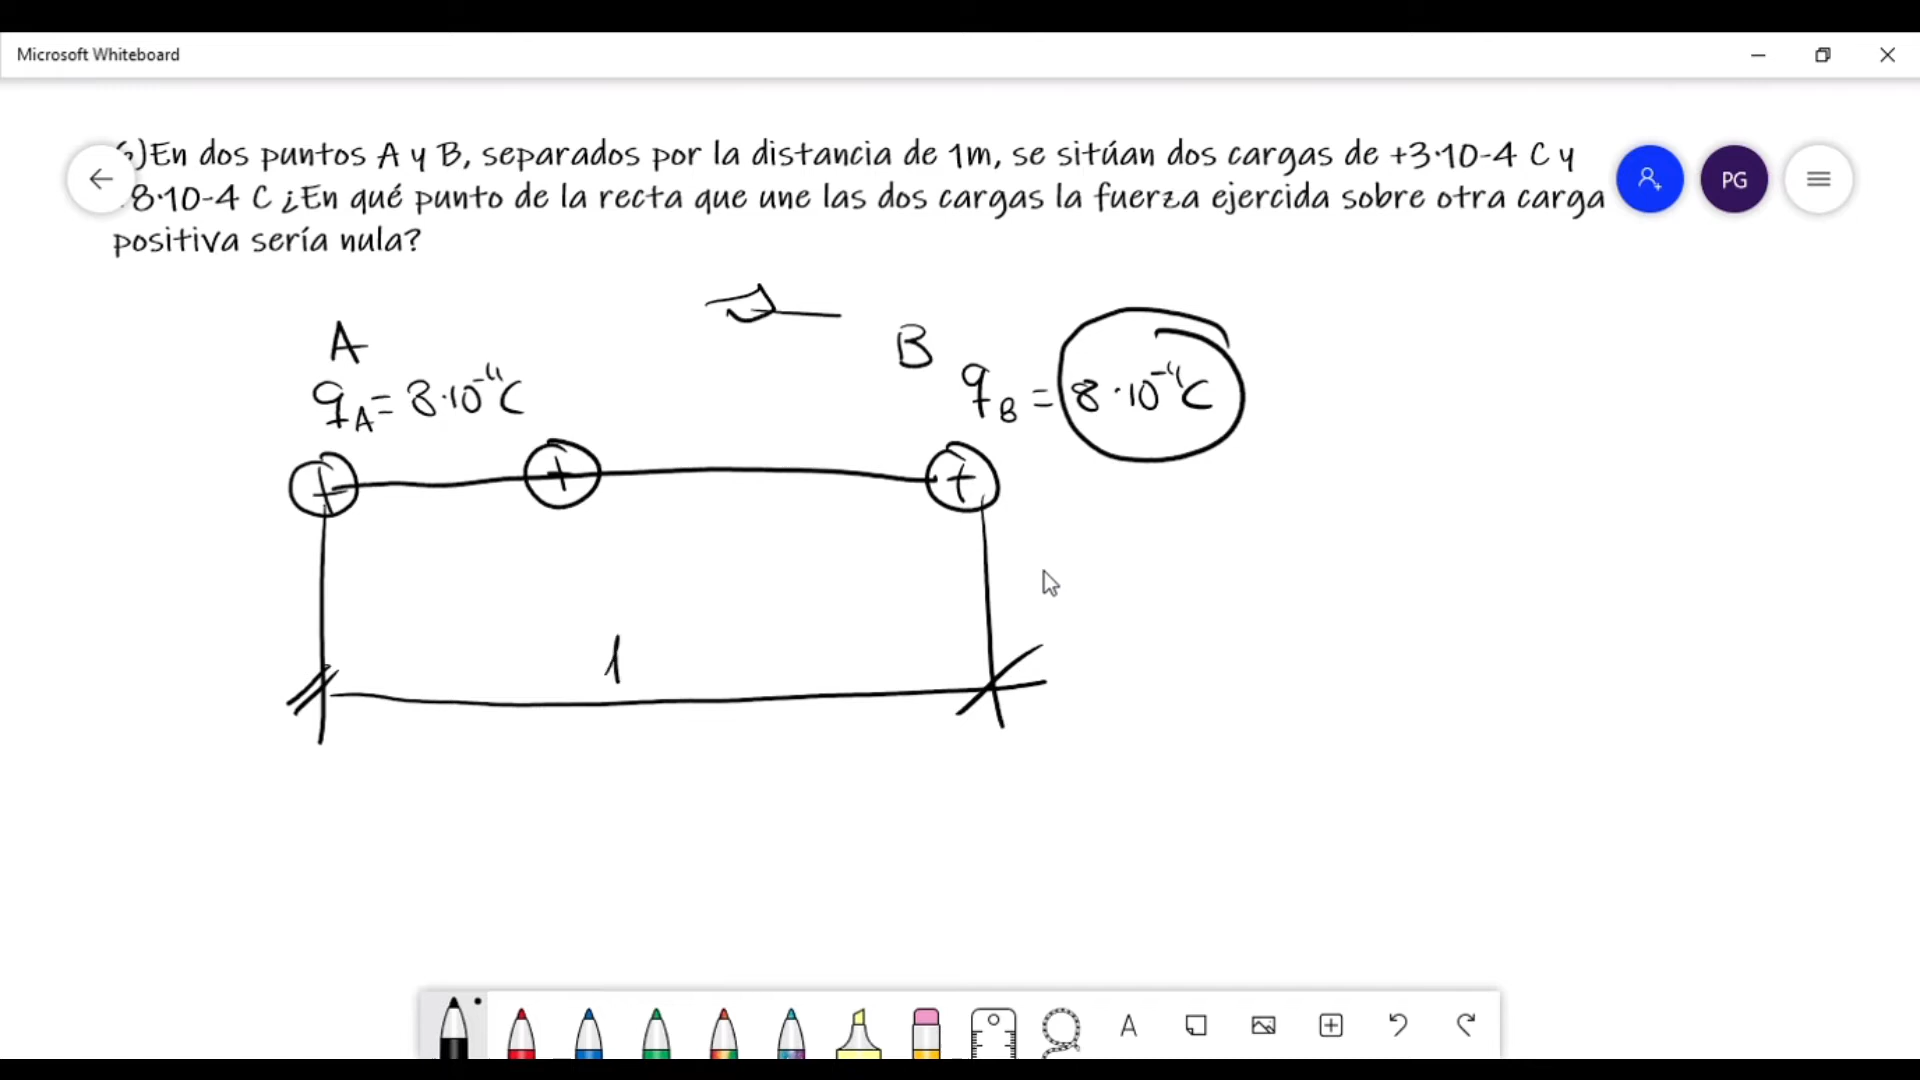 Microsoft Whiteboard
6)En dos puntos A y B, separados por la distancia de 1m, se sitúan dos cargas de +3·10-4 C y
8·10-4 C ¿En qué punto de la recta que une las dos cargas la fuerza ejercida sobre otra carga
positiva sería nula?
PG
A
B
qA = 8·10⁻⁴C
qB = 8·10⁻⁴C
+ + +
1
A